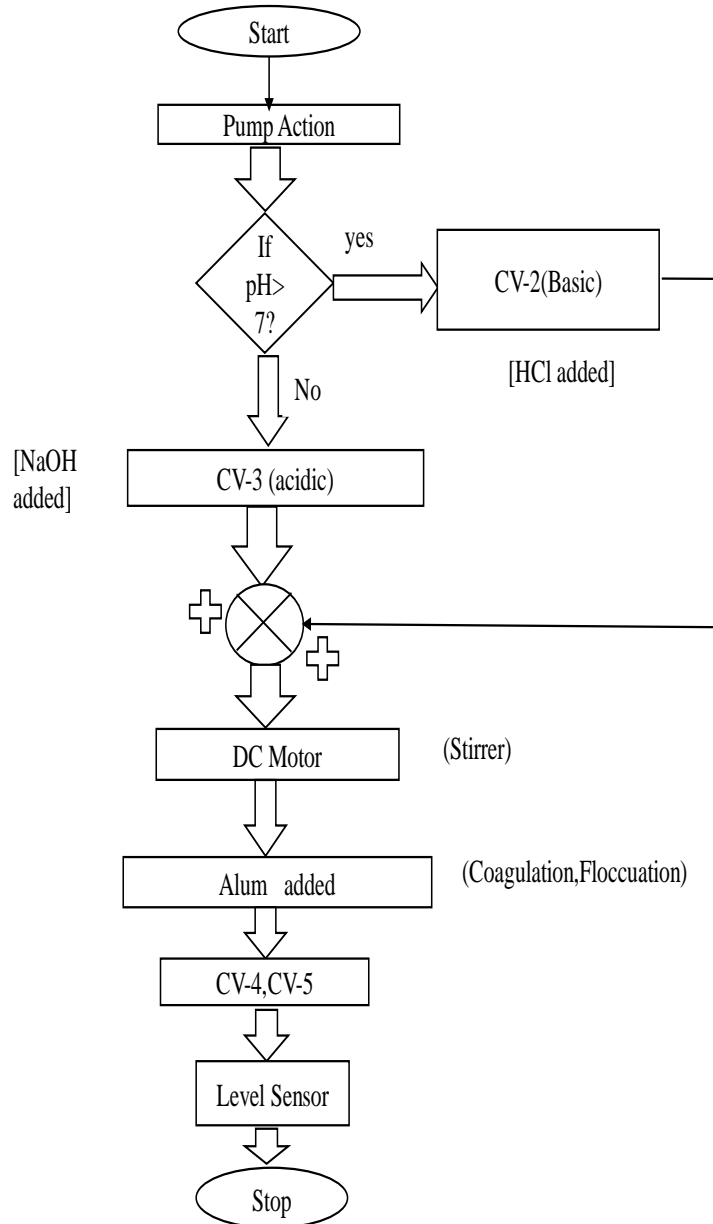 Start
Pump Action
If
pH>
7?
yes
CV-2(Basic)
[HCl added]
No
[NaOH
added]
CV-3 (acidic)
DC Motor
(Stirrer)
Alum added
(Coagulation,Floccuation)
CV-4,CV-5
Level Sensor
Stop